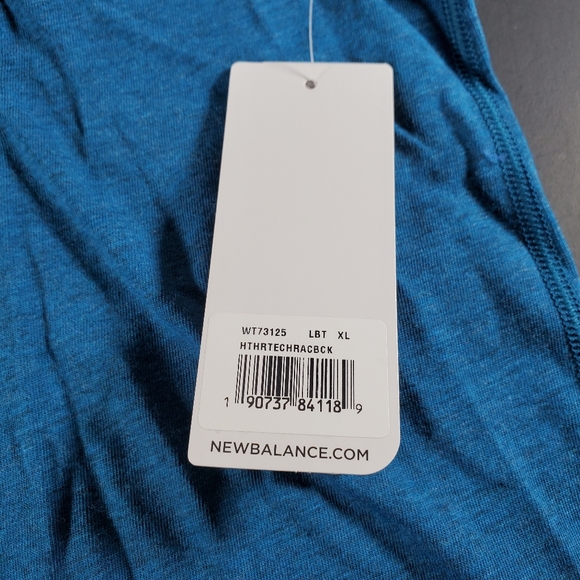 WT73125 LBT XL
HTHRTECHRACBCK
1 90737 84118 9
NEWBALANCE.COM